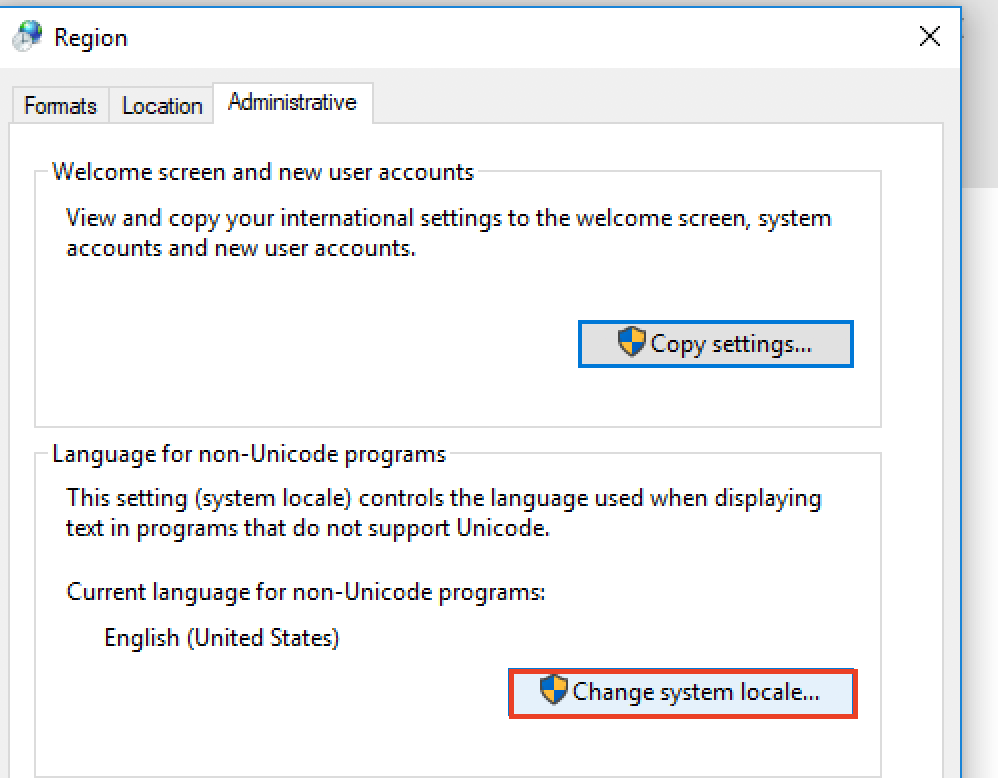 Region
Formats
Location
Administrative
Welcome screen and new user accounts
View and copy your international settings to the welcome screen, system
accounts and new user accounts.
Copy settings...
Language for non-Unicode programs
This setting (system locale) controls the language used when displaying
text in programs that do not support Unicode.
Current language for non-Unicode programs:
English (United States)
Change system locale...